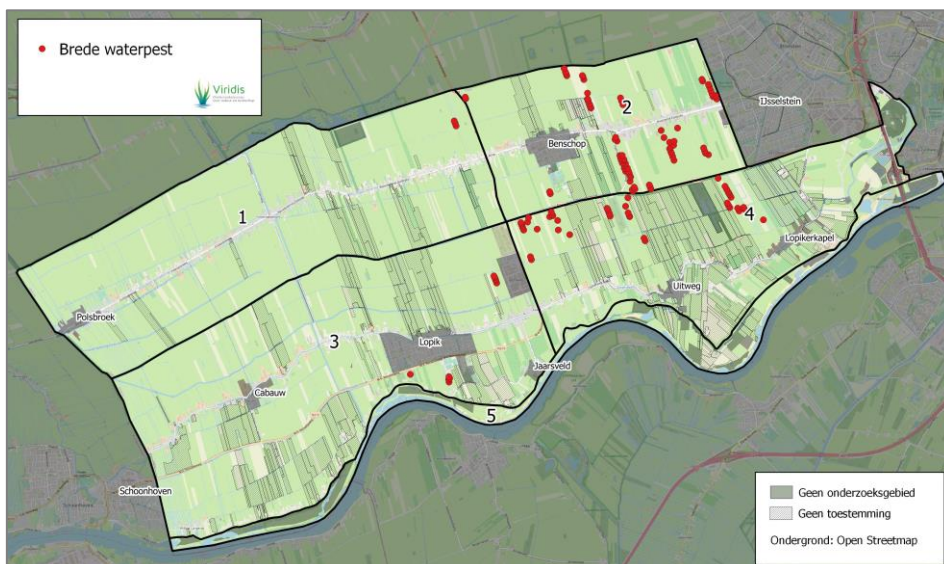 Brede waterpest
Viridis
IJsselstein
2
Benschop
1
4
Lopikerkapel
Uitweg
Polsbroek
3
Lopik
Jaarsveld
Cabauw
5
Schoonhoven
Geen onderzoeksgebied
Geen toestemming
Ondergrond: Open Streetmap